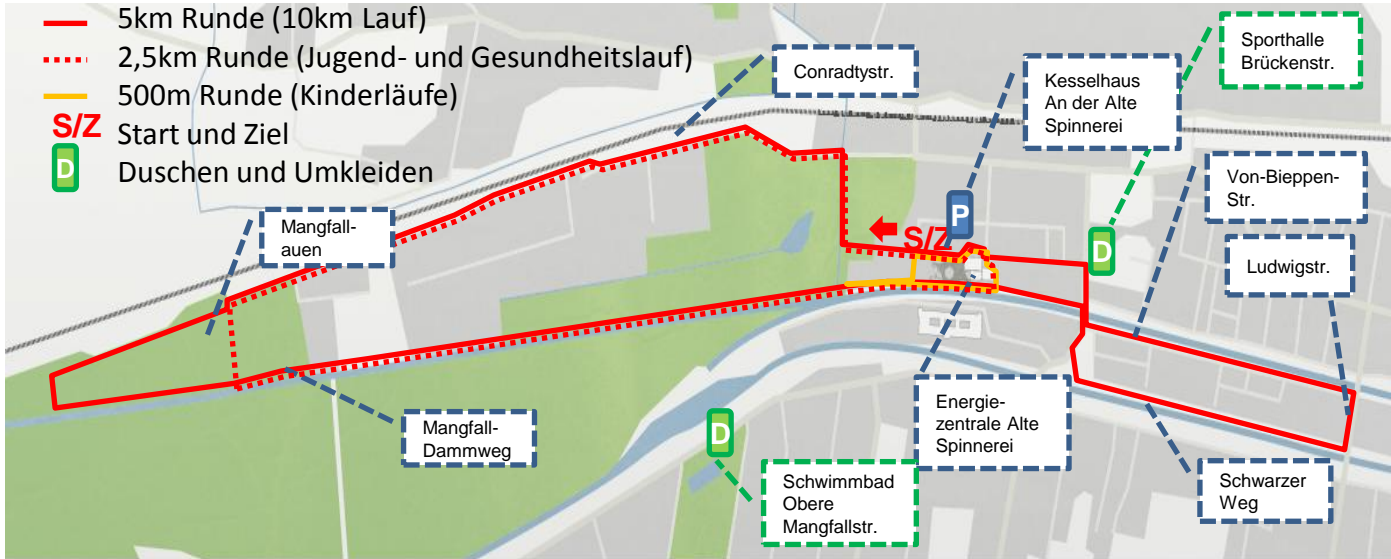 5km Runde (10km Lauf)
2,5km Runde (Jugend- und Gesundheitslauf)
500m Runde (Kinderläufe)
S/Z Start und Ziel
D Duschen und Umkleiden
Conradtystr.
Kesselhaus
An der Alte
Spinnerei
Sporthalle
Brückenstr.
Von-Bieppen-
Str.
Ludwigstr.
Mangfall-
auen
P
S/Z
D
Mangfall-
Dammweg
D
Schwimmbad
Obere
Mangfallstr.
Energie-
zentrale Alte
Spinnerei
Schwarzer
Weg